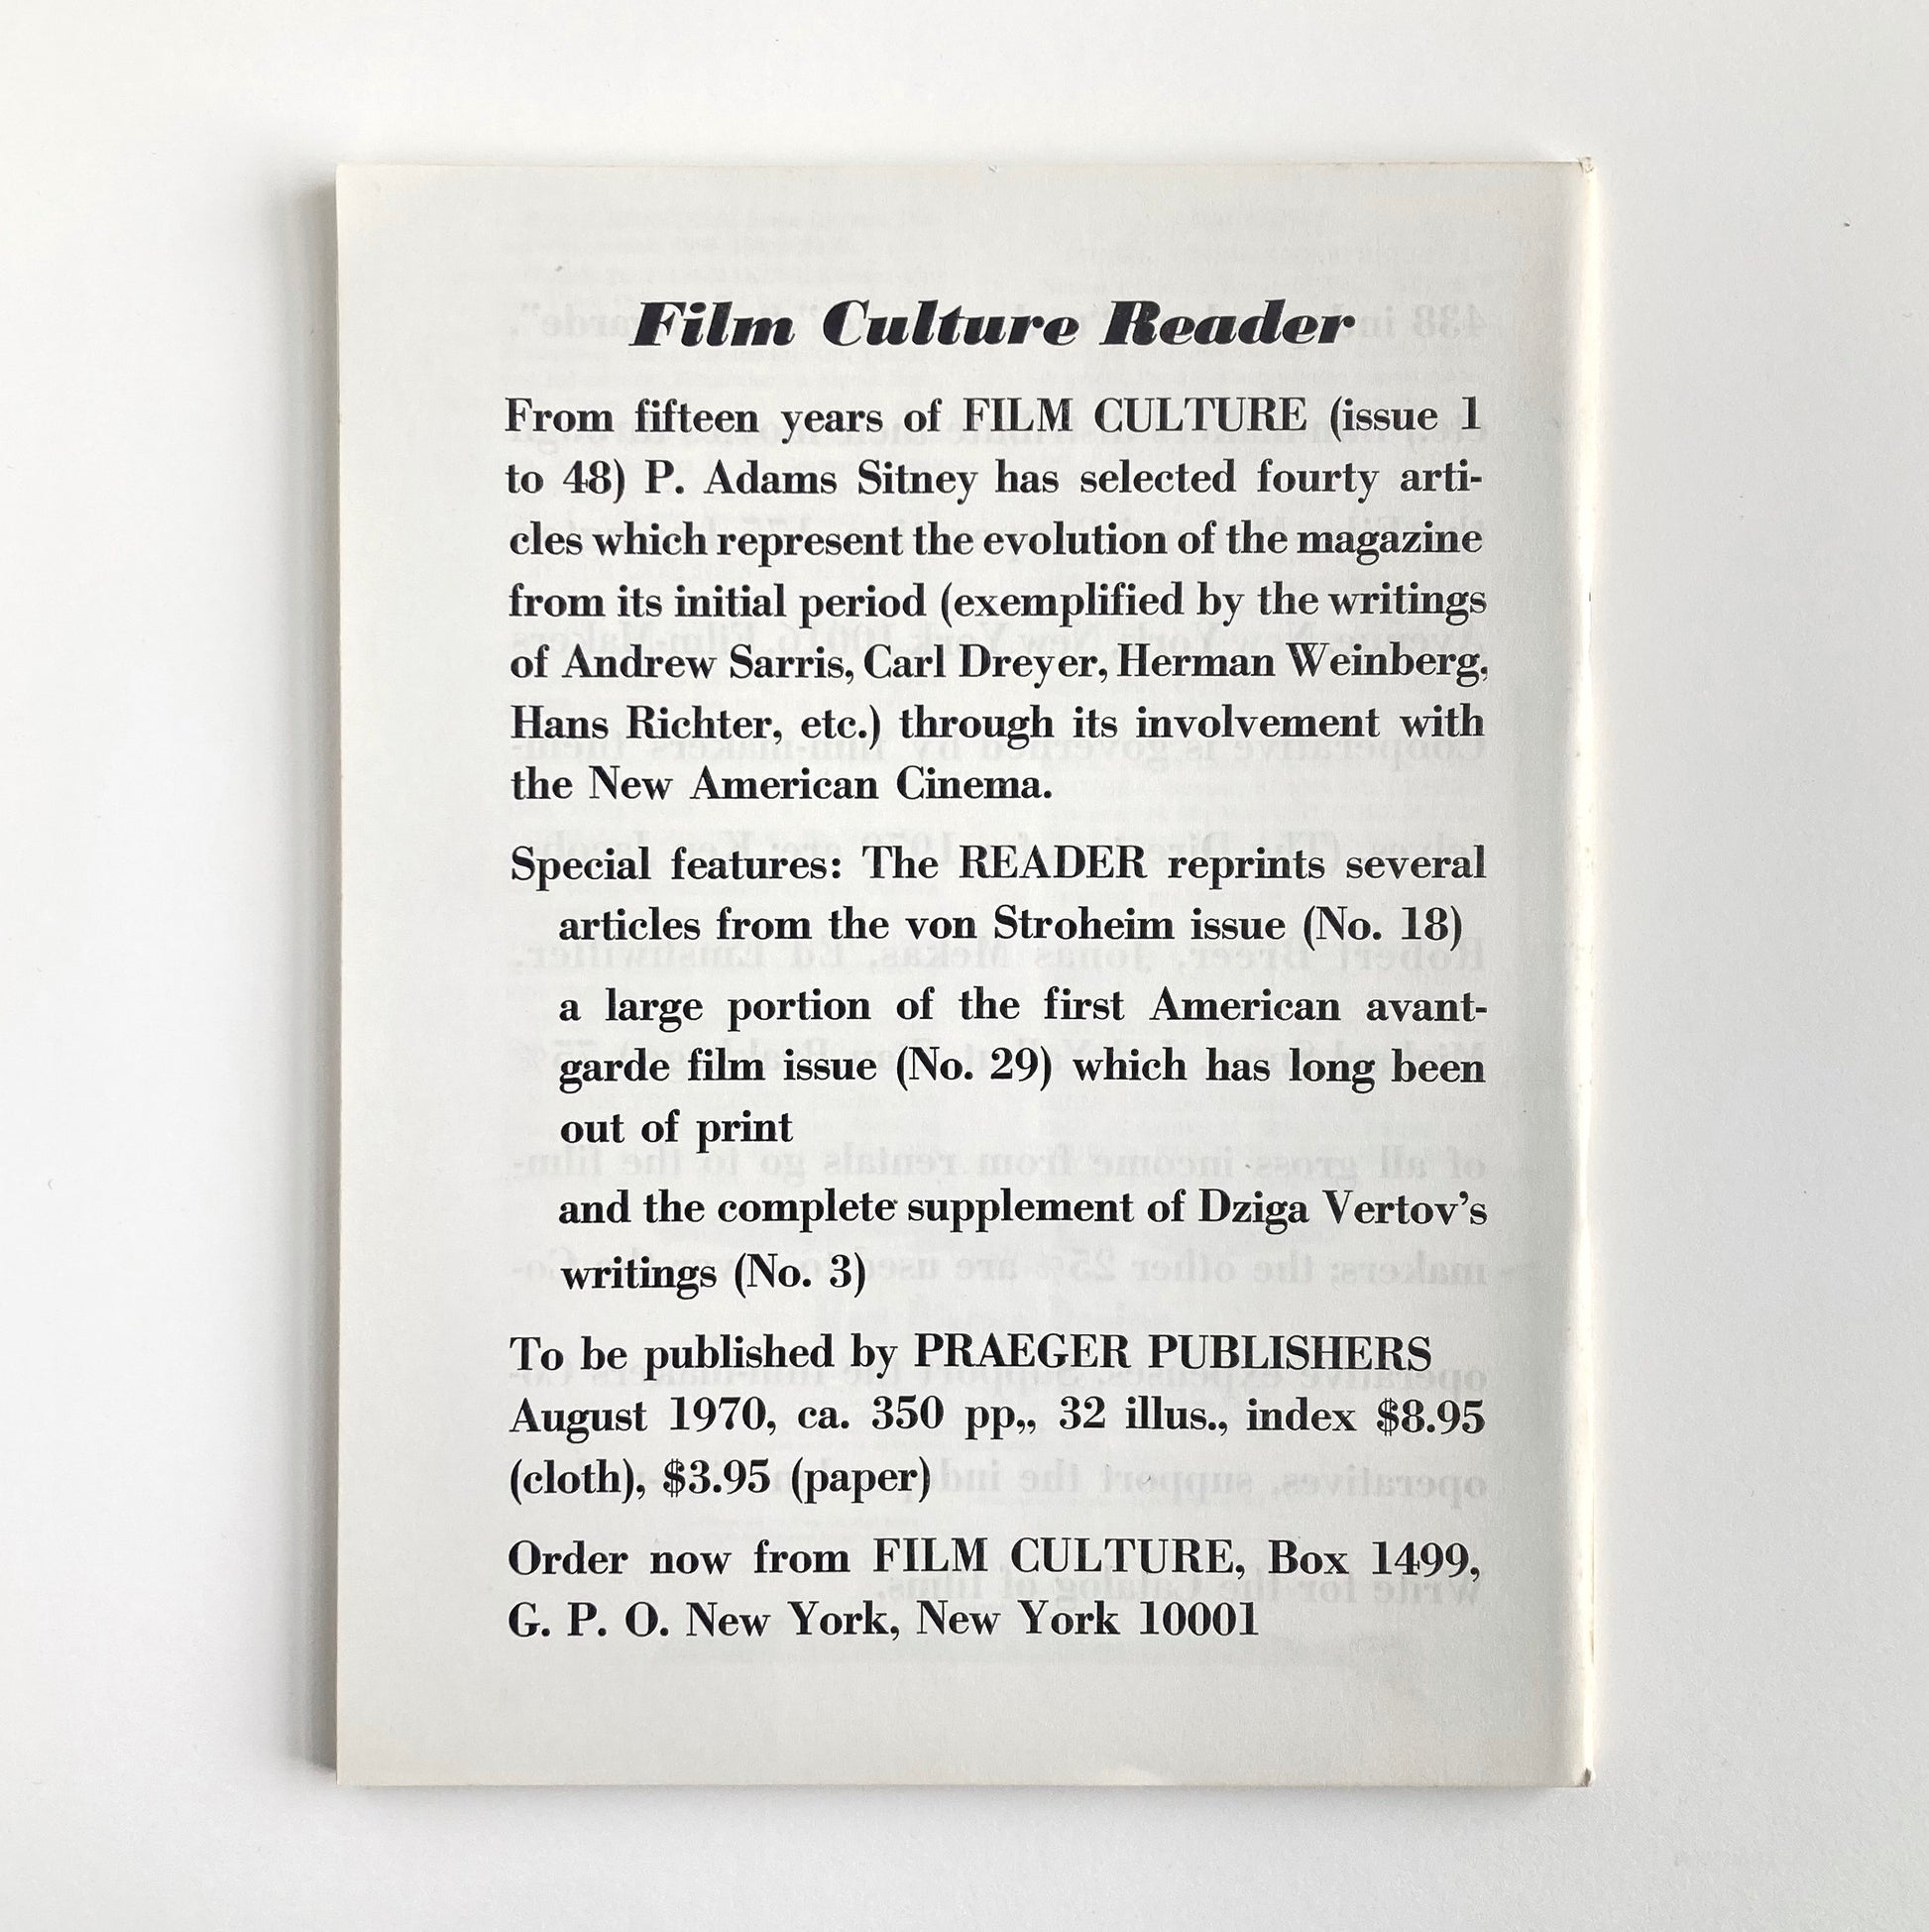 Film Culture Reader
From fifteen years of FILM CULTURE (issue 1
to 48) P. Adams Sitney has selected fourty arti-
cles which represent the evolution of the magazine
from its initial period (exemplified by the writings
of Andrew Sarris, Carl Dreyer, Herman Weinberg,
Hans Richter, etc.) through its involvement with
the New American Cinema.
Special features: The READER reprints several
articles from the von Stroheim issue (No. 18)
a large portion of the first American avant-
garde film issue (No. 29) which has long been
out of print
and the complete supplement of Dziga Vertov's
writings (No. 3)
To be published by PRAEGER PUBLISHERS
August 1970, ca. 350 pp,, 32 illus., index $8.95
(cloth), $3.95 (paper)
Order now from FILM CULTURE, Box 1499,
G. P. O. New York, New York 10001